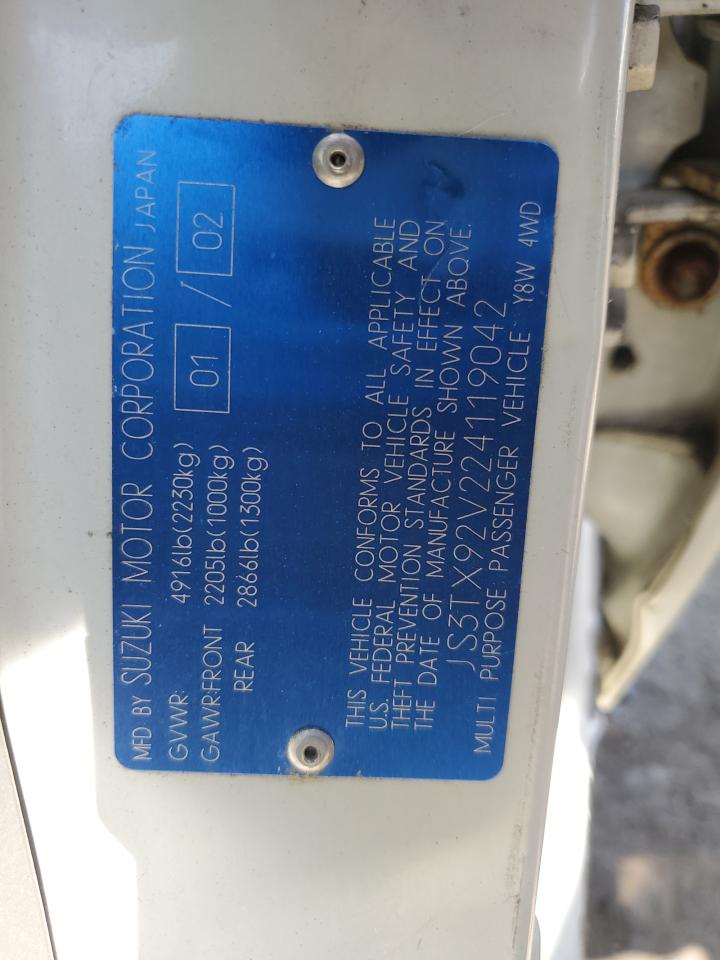 MFD BY SUZUKI MOTOR CORPORATION JAPAN
GVWR: 4916lb(2230kg) 01 / 02
GAWR:FRONT 2205lb(1000kg)
REAR 2866lb(1300kg)
THIS VEHICLE CONFORMS TO ALL APPLICABLE
U.S. FEDERAL MOTOR VEHICLE SAFETY AND
THEFT PREVENTION STANDARDS IN EFFECT ON
THE DATE OF MANUFACTURE SHOWN ABOVE.
JS3TX92V224119042
MULTI PURPOSE PASSENGER VEHICLE Y8W 4WD